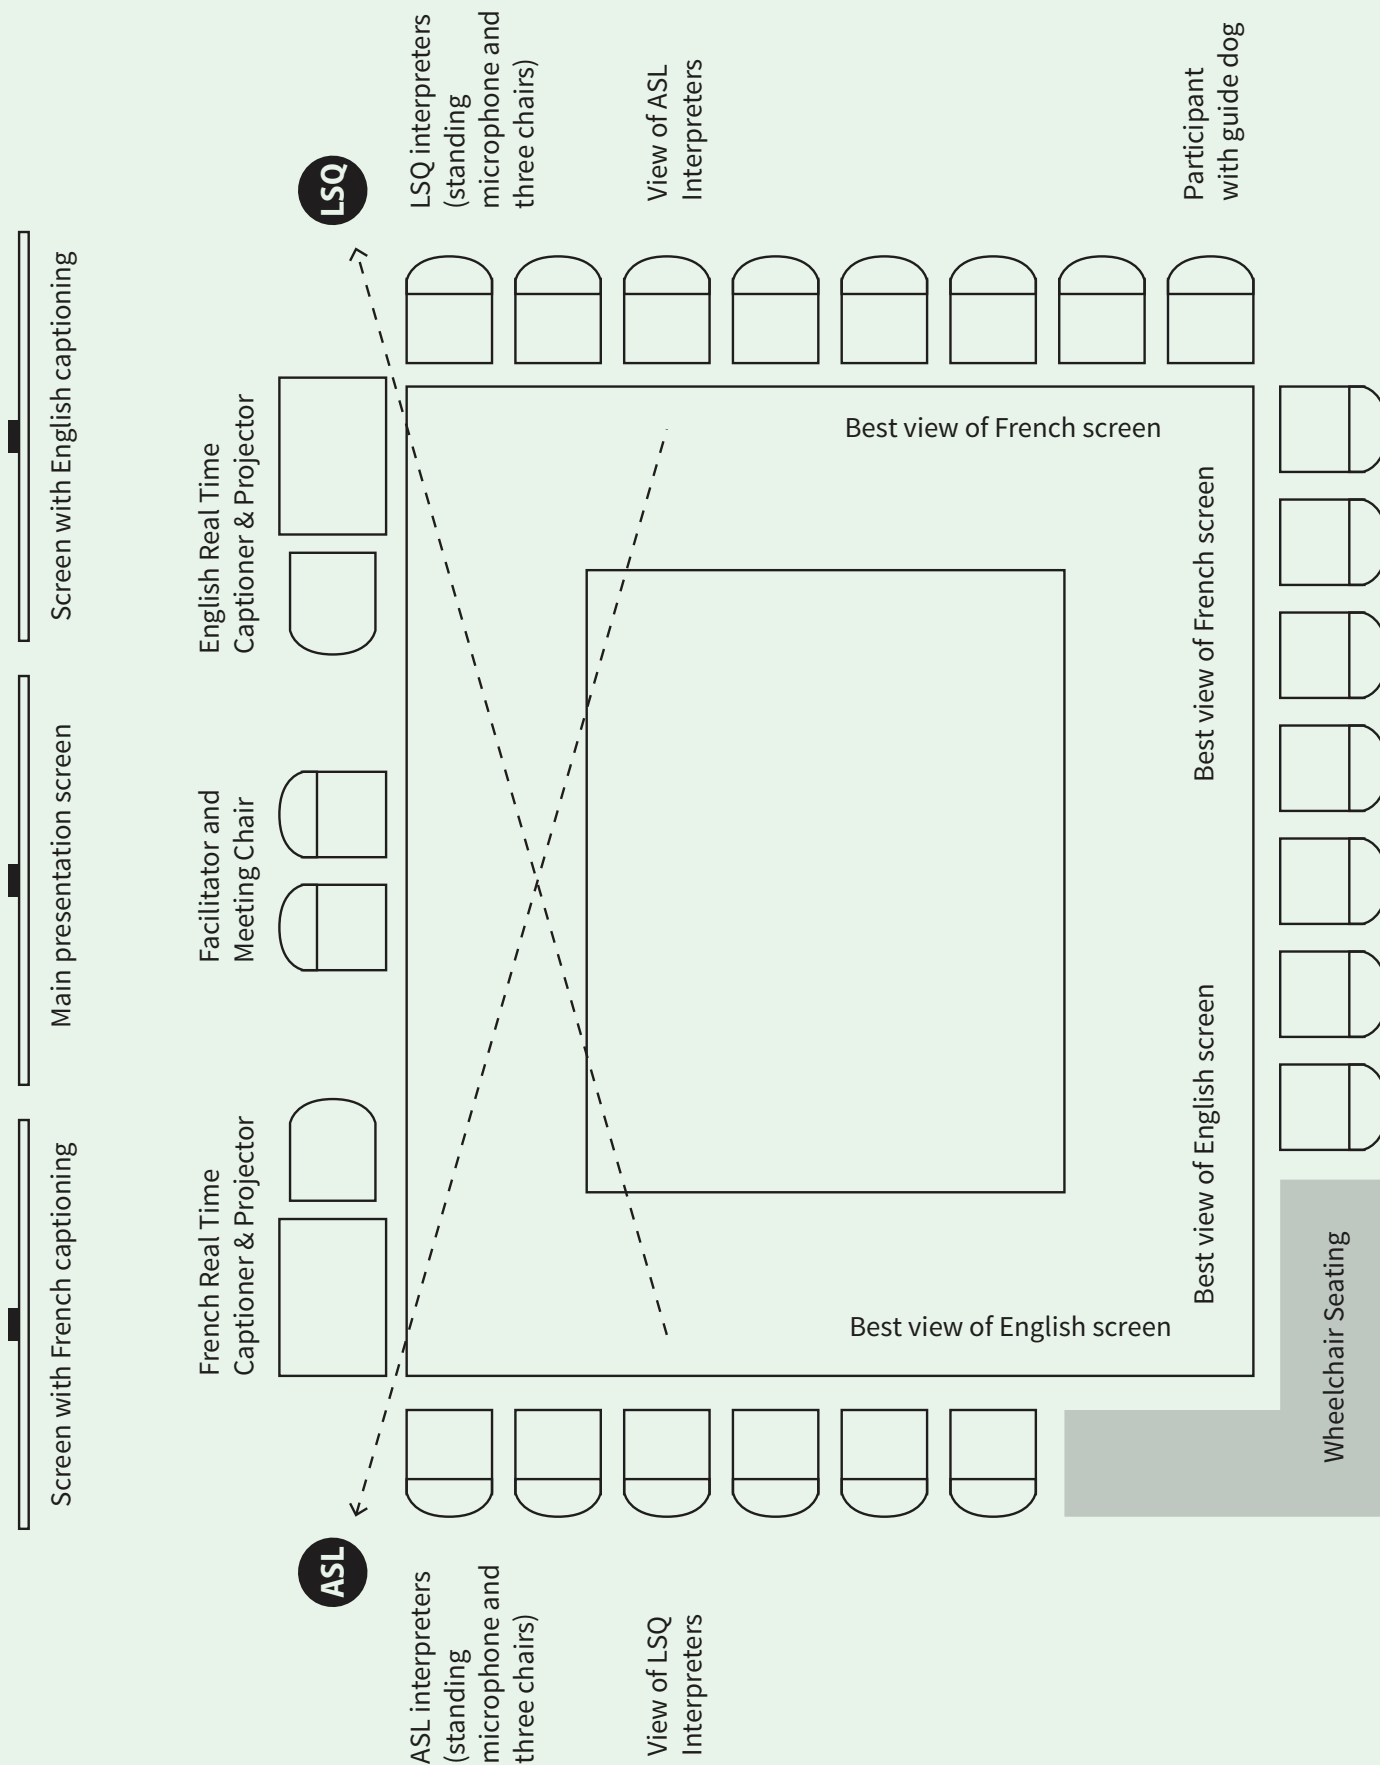 Screen with French captioning
Main presentation screen
Screen with English captioning
French Real Time
Captioner & Projector
Facilitator and
Meeting Chair
English Real Time
Captioner & Projector
ASL
LSQ
ASL interpreters
(standing
microphone and
three chairs)
LSQ interpreters
(standing
microphone and
three chairs)
View of LSQ
Interpreters
View of ASL
Interpreters
Best view of English screen
Best view of French screen
Best view of English screen
Best view of French screen
Participant
with guide dog
Wheelchair Seating